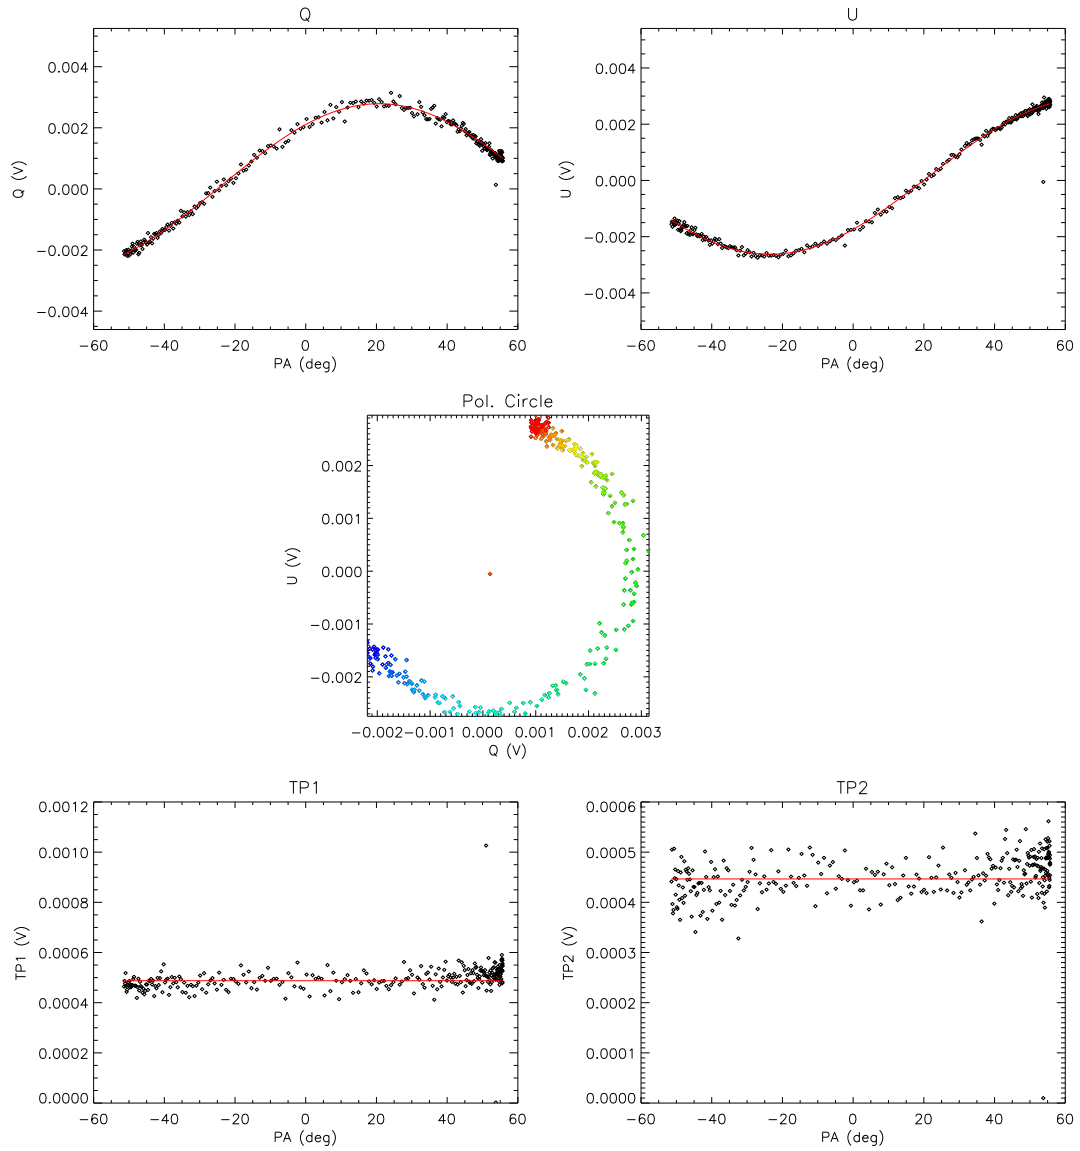 Q
U
0.004
0.002
0.000
−0.002
−0.004
Q (V)
−60 −40 −20 0 20 40 60
PA (deg)
0.004
0.002
0.000
−0.002
−0.004
U (V)
−60 −40 −20 0 20 40 60
PA (deg)
Pol. Circle
0.002
0.001
0.000
−0.001
−0.002
U (V)
−0.002 −0.001 0.000 0.001 0.002 0.003
Q (V)
TP1
TP2
0.0012
0.0010
0.0008
0.0006
0.0004
0.0002
0.0000
TP1 (V)
−60 −40 −20 0 20 40 60
PA (deg)
0.0006
0.0005
0.0004
0.0003
0.0002
0.0001
0.0000
TP2 (V)
−60 −40 −20 0 20 40 60
PA (deg)